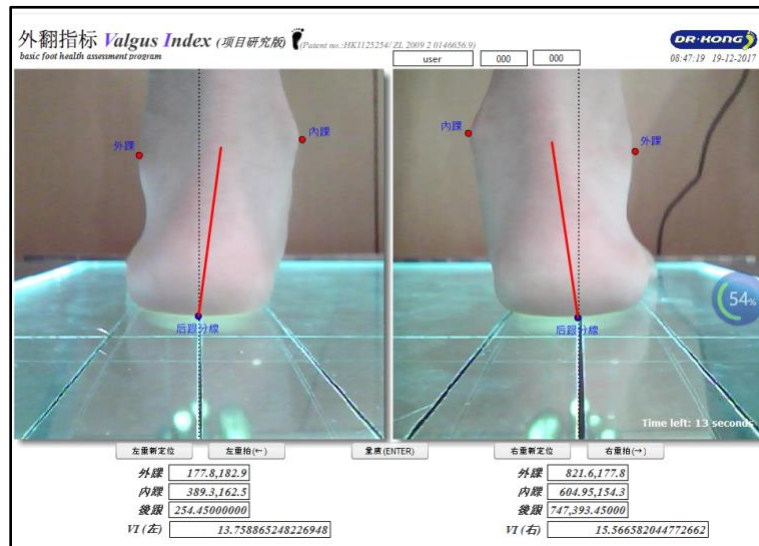 外翻指标 Valgus Index (项目研究版) (Patent no.:HK1125254/ ZL 2009 2 0146656.9)
basic foot health assessment program
DR·KONG
user 000 000
08:47:19 19-12-2017
外踝 內踝
內踝 外踝
后跟分線
后跟分線
54%
Time left: 13 seconds
左重新定位 左重拍(←) 右重新定位 右重拍(→)
外踝 177.8,182.9
內踝 389.3,162.5
後跟 254.45000000
VI (左) 13.758865248226948
外踝 821.6,177.8
內踝 604.95,154.3
後跟 747,393.45000
VI (右) 15.566582044772662